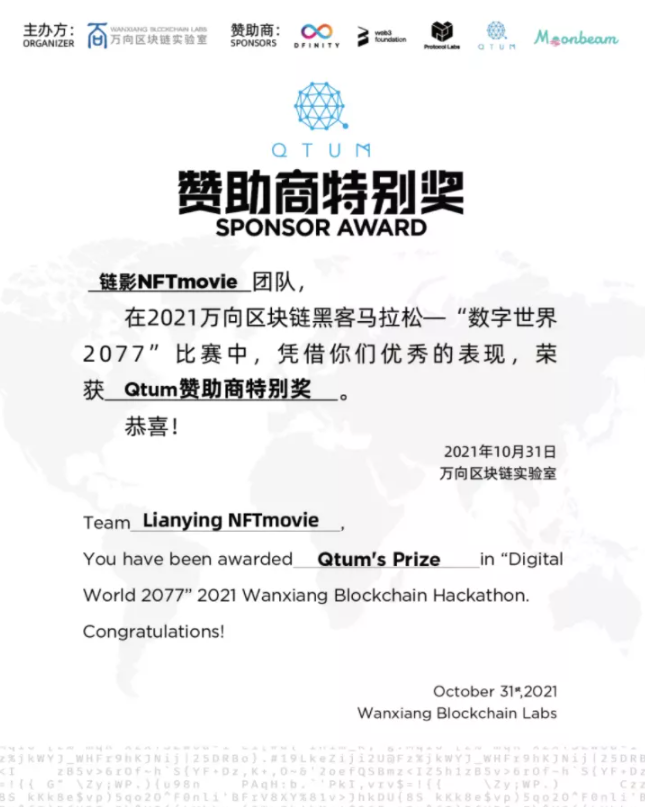 主办方：
ORGANIZER
WANXIANG BLOCKCHAIN LABS
万向区块链实验室
赞助商：
SPONSORS
DFINITY
web3
foundation
Protocol Labs
QTUM
Moonbeam
QTUM
赞助商特别奖
SPONSOR AWARD
链影NFTmovie 团队，
在2021万向区块链黑客马拉松—“数字世界
2077”比赛中，凭借你们优秀的表现，荣
获 Qtum赞助商特别奖 。
恭喜！
2021年10月31日
万向区块链实验室
Team Lianying NFTmovie ,
You have been awarded Qtum's Prize in “Digital
World 2077” 2021 Wanxiang Blockchain Hackathon.
Congratulations!
October 31st,2021
Wanxiang Blockchain Labs